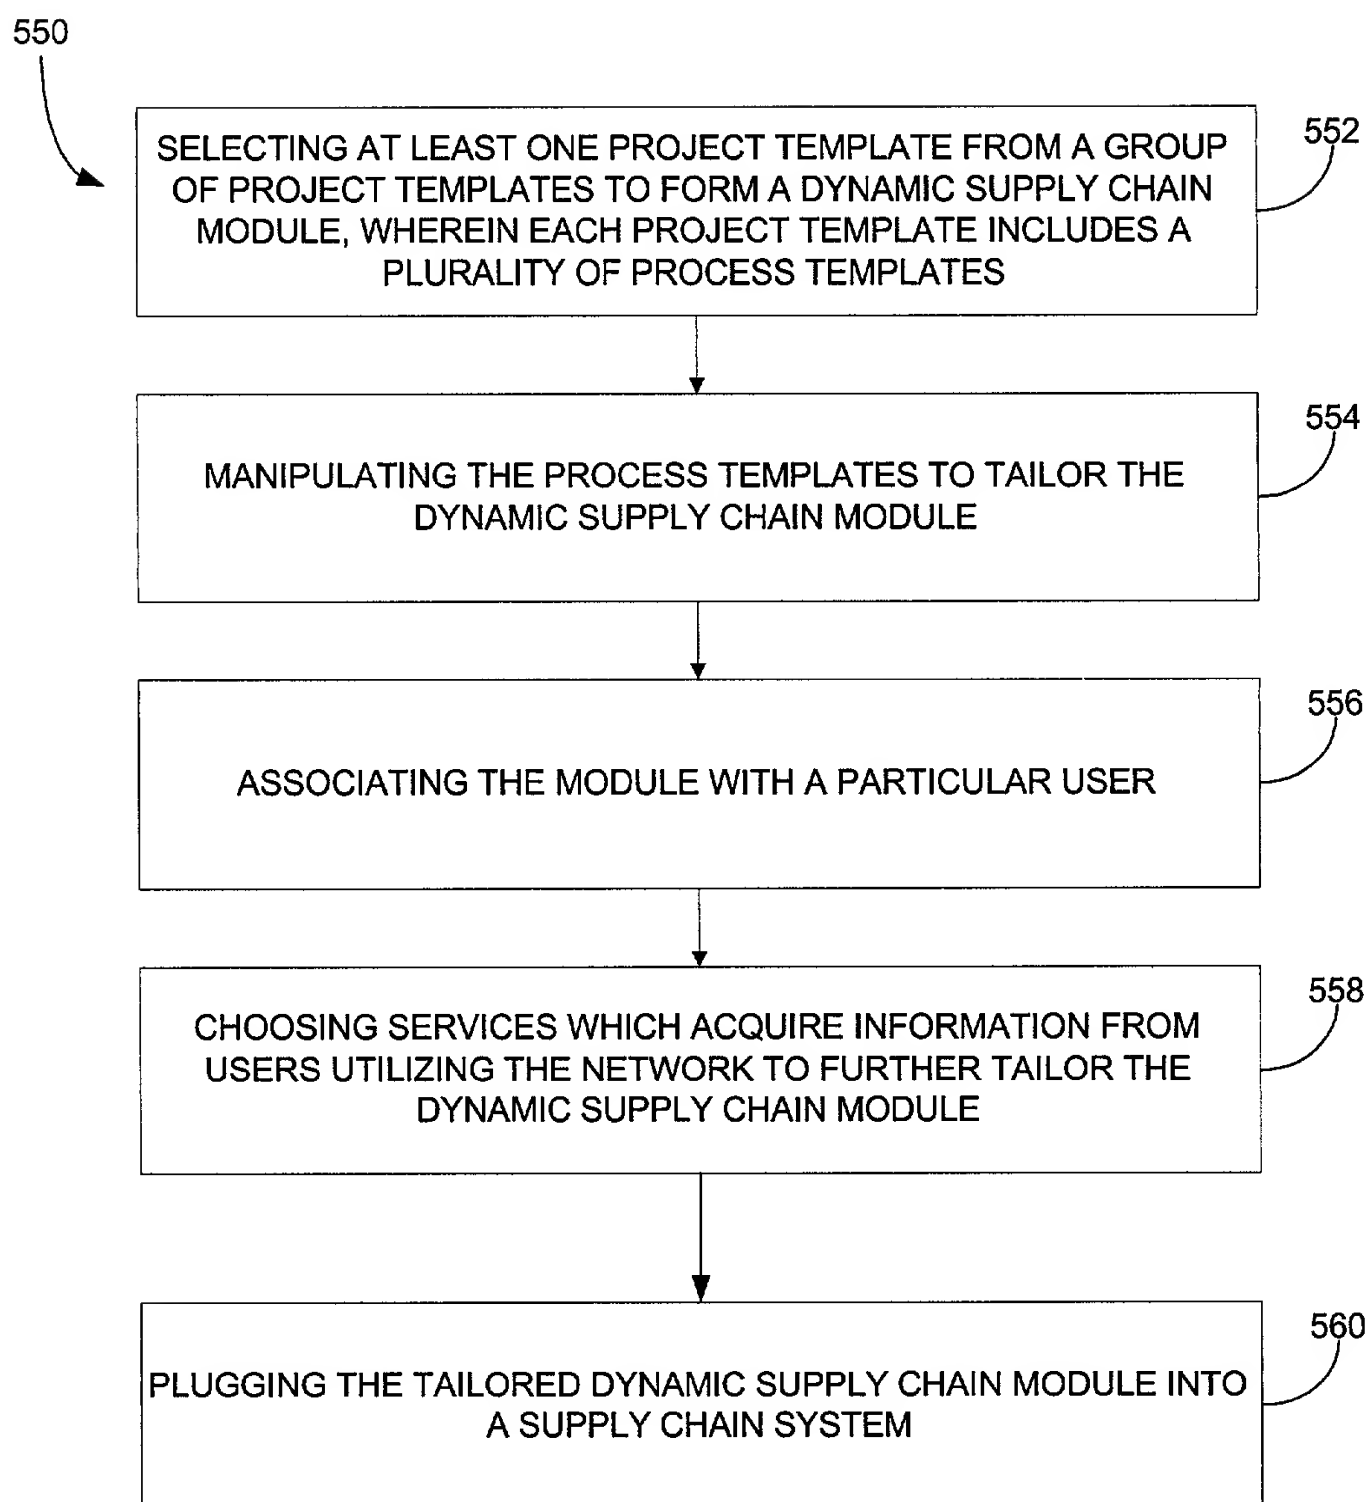 550
SELECTING AT LEAST ONE PROJECT TEMPLATE FROM A GROUP
OF PROJECT TEMPLATES TO FORM A DYNAMIC SUPPLY CHAIN
MODULE, WHEREIN EACH PROJECT TEMPLATE INCLUDES A
PLURALITY OF PROCESS TEMPLATES
552
MANIPULATING THE PROCESS TEMPLATES TO TAILOR THE
DYNAMIC SUPPLY CHAIN MODULE
554
ASSOCIATING THE MODULE WITH A PARTICULAR USER
556
CHOOSING SERVICES WHICH ACQUIRE INFORMATION FROM
USERS UTILIZING THE NETWORK TO FURTHER TAILOR THE
DYNAMIC SUPPLY CHAIN MODULE
558
PLUGGING THE TAILORED DYNAMIC SUPPLY CHAIN MODULE INTO
A SUPPLY CHAIN SYSTEM
560